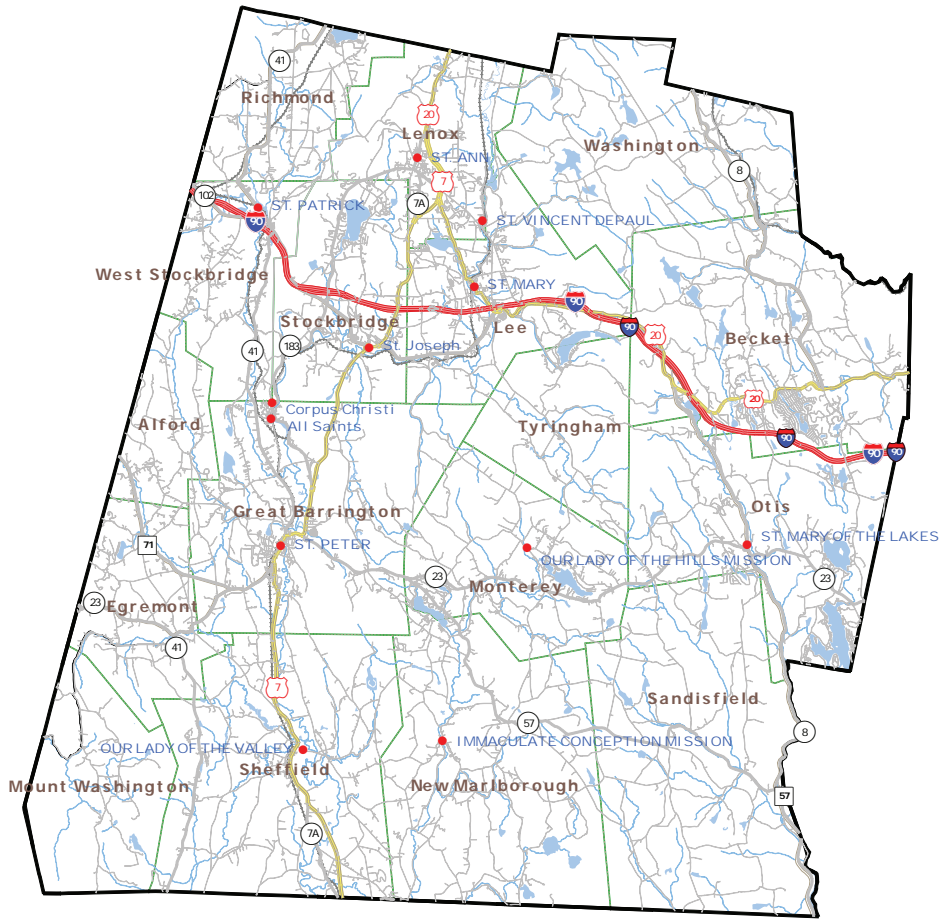 41
Richmond
20
Lenox
ST. ANN
Washington
8
7
102
7A
ST. PATRICK
90
ST. VINCENT DEPAUL
West Stockbridge
ST. MARY
90
Stockbridge
Lee
90
20
Becket
41
183
St. Joseph
20
Corpus Christi
All Saints
Alford
Tyringham
90
90
90
Great Barrington
Otis
71
ST. PETER
ST. MARY OF THE LAKES
OUR LADY OF THE HILLS MISSION
23
23
Monterey
23
Egremont
41
7
Sandisfield
57
8
OUR LADY OF THE VALLEY
IMMACULATE CONCEPTION MISSION
Sheffield
Mount Washington
New Marlborough
57
7A